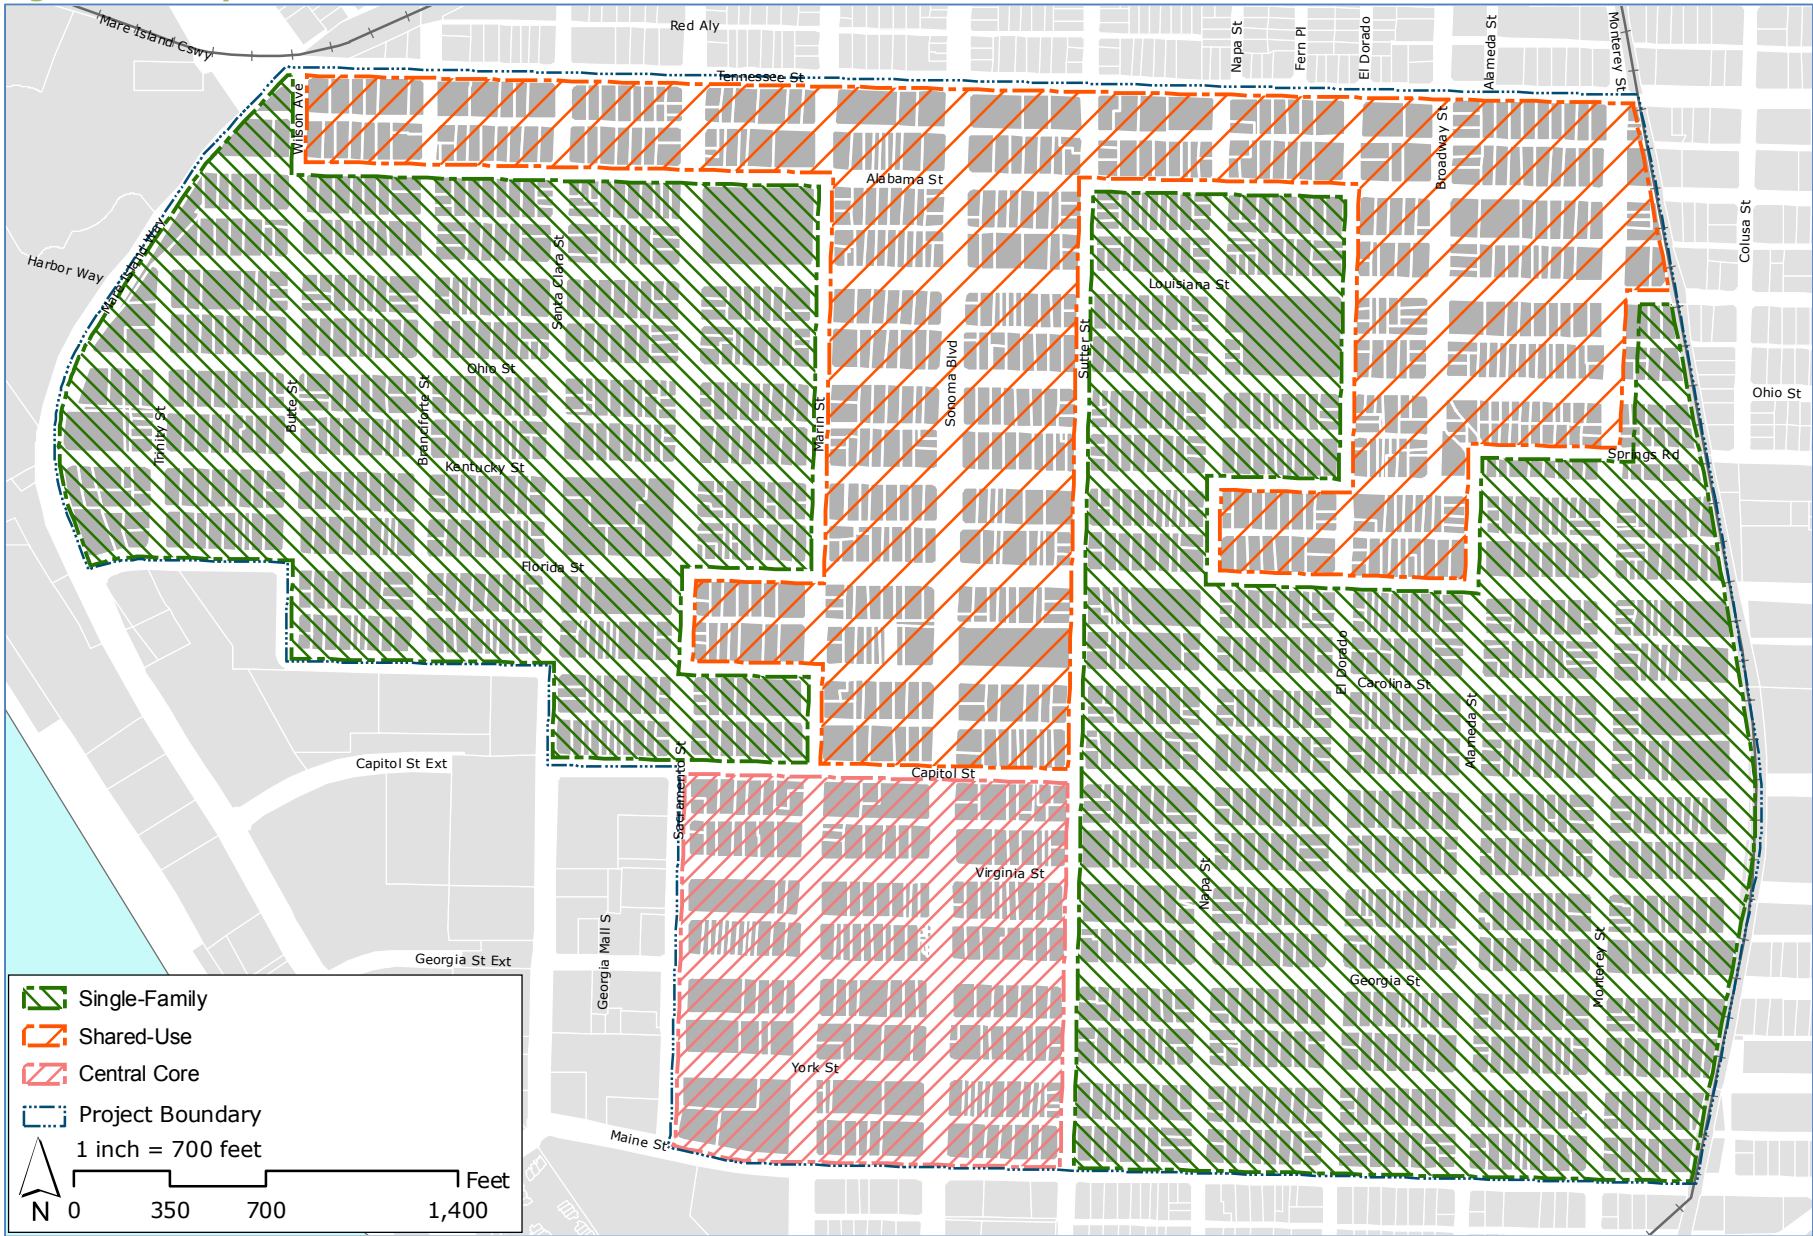 Mare Island Cswy
Red Aly
Napa St
Fern Pl
El Dorado
Alameda St
Monterey St
Tennessee St
Wilson Ave
Broadway St
Alabama St
Colusa St
Harbor Way
Mare Island Way
Santa Clara St
Louisiana St
Sutter St
Sonoma Blvd
Ohio St
Ohio St
Trinity St
Butte St
Branciforte St
Marin St
Kentucky St
Springs Rd
Florida St
El Dorado
Carolina St
Alameda St
Capitol St Ext
Sacramento St
Capitol St
Virginia St
Napa St
Georgia Mall S
Georgia St Ext
Georgia St
Monterey St
York St
Maine St
Single-Family
Shared-Use
Central Core
Project Boundary
1 inch = 700 feet
Feet
N 0 350 700 1,400